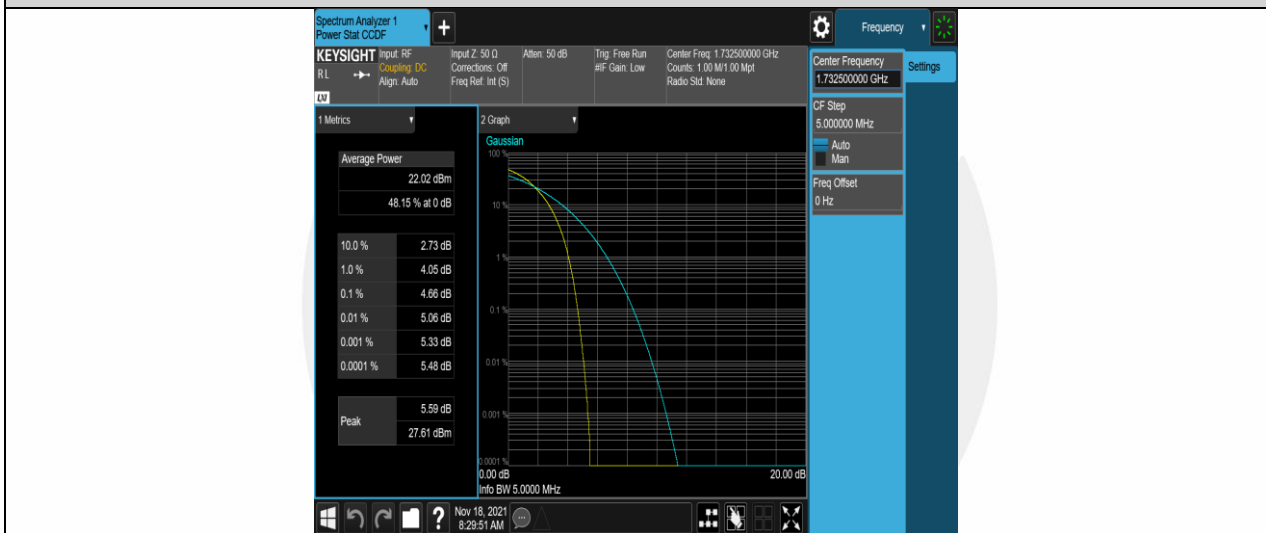 Spectrum Analyzer 1
Power Stat CCDF
Frequency
KEYSIGHT
R L
LXI
Input: RF
Coupling: DC
Align: Auto
Input Z: 50 Ω
Corrections: Off
Freq Ref: Int (S)
Atten: 50 dB
Trig: Free Run
#IF Gain: Low
Center Freq: 1.732500000 GHz
Counts: 1.00 M/1.00 Mpt
Radio Std: None
Center Frequency
1.732500000 GHz
Settings
CF Step
5.000000 MHz
Auto
Man
Freq Offset
0 Hz
1 Metrics
Average Power
22.02 dBm
48.15 % at 0 dB
10.0 % 2.73 dB
1.0 % 4.05 dB
0.1 % 4.66 dB
0.01 % 5.06 dB
0.001 % 5.33 dB
0.0001 % 5.48 dB
Peak
5.59 dB
27.61 dBm
2 Graph
Gaussian
100 %
10 %
1 %
0.1 %
0.01 %
0.001 %
0.0001 %
0.00 dB 20.00 dB
Info BW 5.0000 MHz
Nov 18, 2021
8:29:51 AM